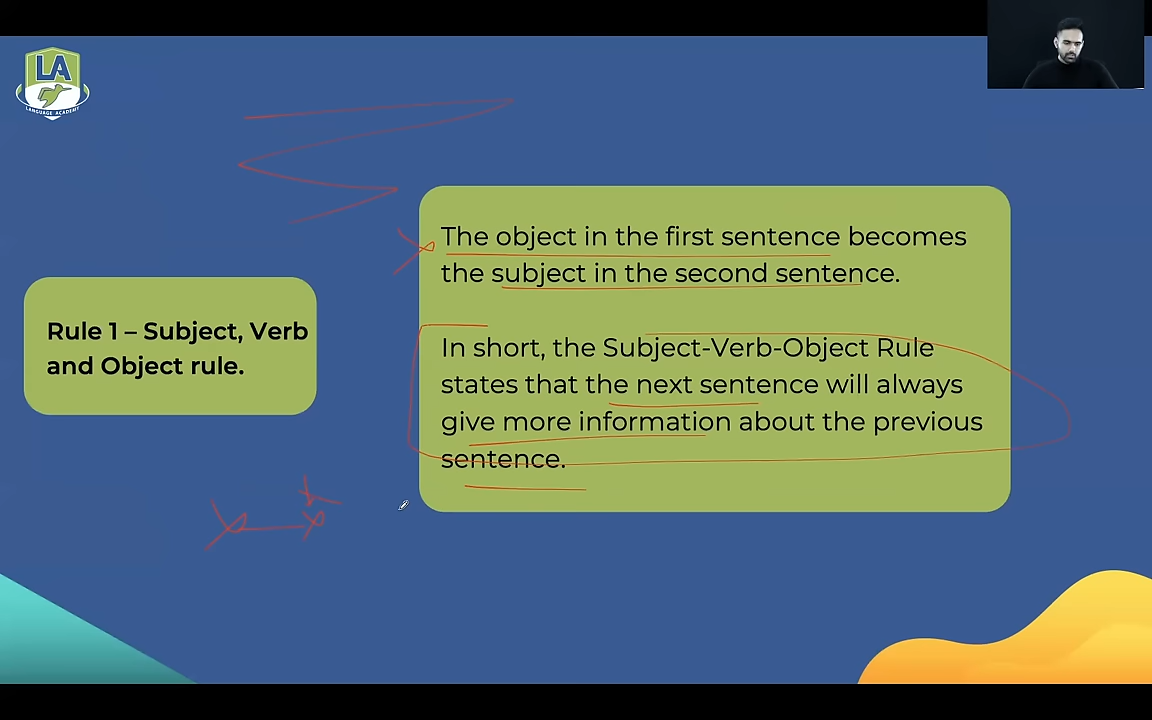 LA
LANGUAGE ACADEMY
The object in the first sentence becomes
the subject in the second sentence.
Rule 1 – Subject, Verb
and Object rule.
In short, the Subject-Verb-Object Rule
states that the next sentence will always
give more information about the previous
sentence.